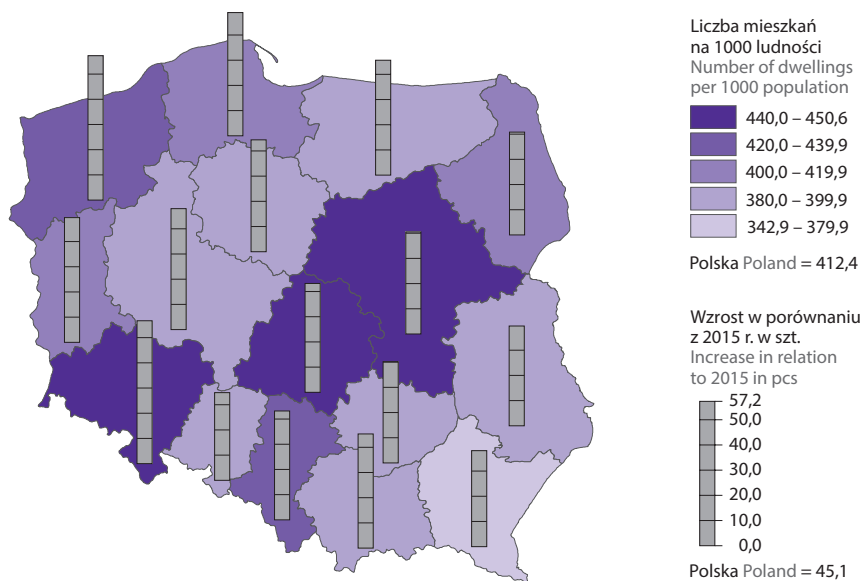 Liczba mieszkań
na 1000 ludności
Number of dwellings
per 1000 population
440,0 – 450,6
420,0 – 439,9
400,0 – 419,9
380,0 – 399,9
342,9 – 379,9
Polska Poland = 412,4
Wzrost w porównaniu
z 2015 r. w szt.
Increase in relation
to 2015 in pcs
57,2
50,0
40,0
30,0
20,0
10,0
0,0
Polska Poland = 45,1